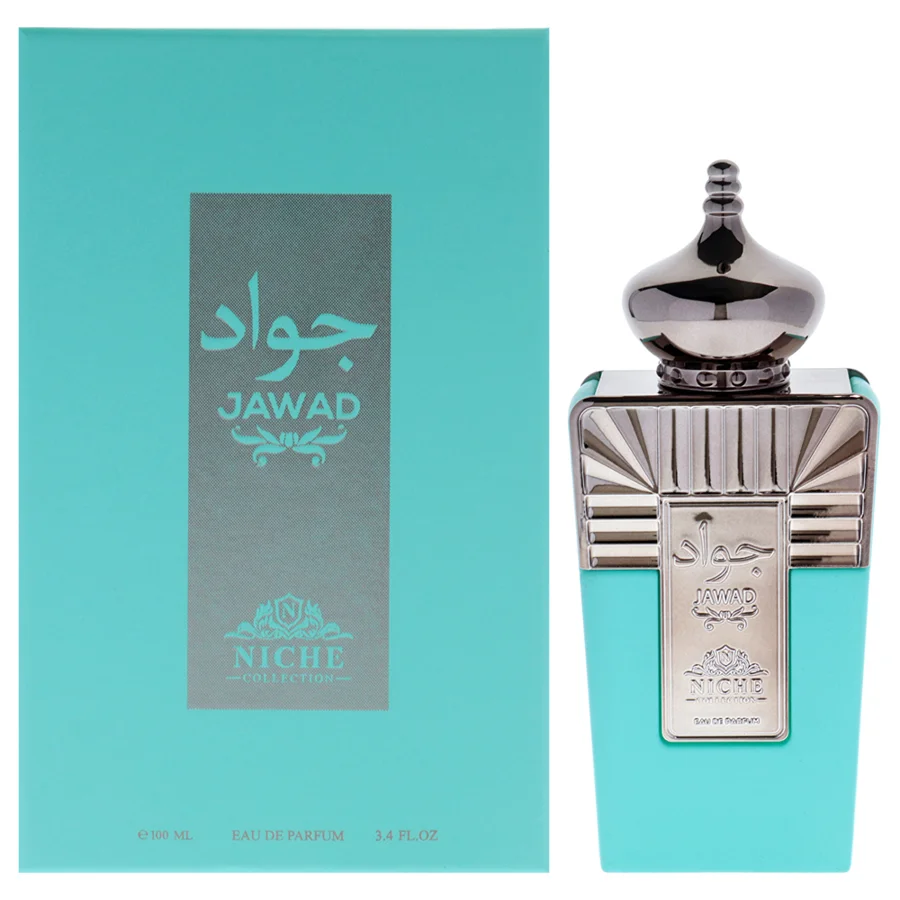 جواد
JAWAD
N
NICHE
COLLECTION
℮100 ML EAU DE PARFUM 3.4 FL.OZ
جواد
JAWAD
N
NICHE
COLLECTION
EAU DE PARFUM